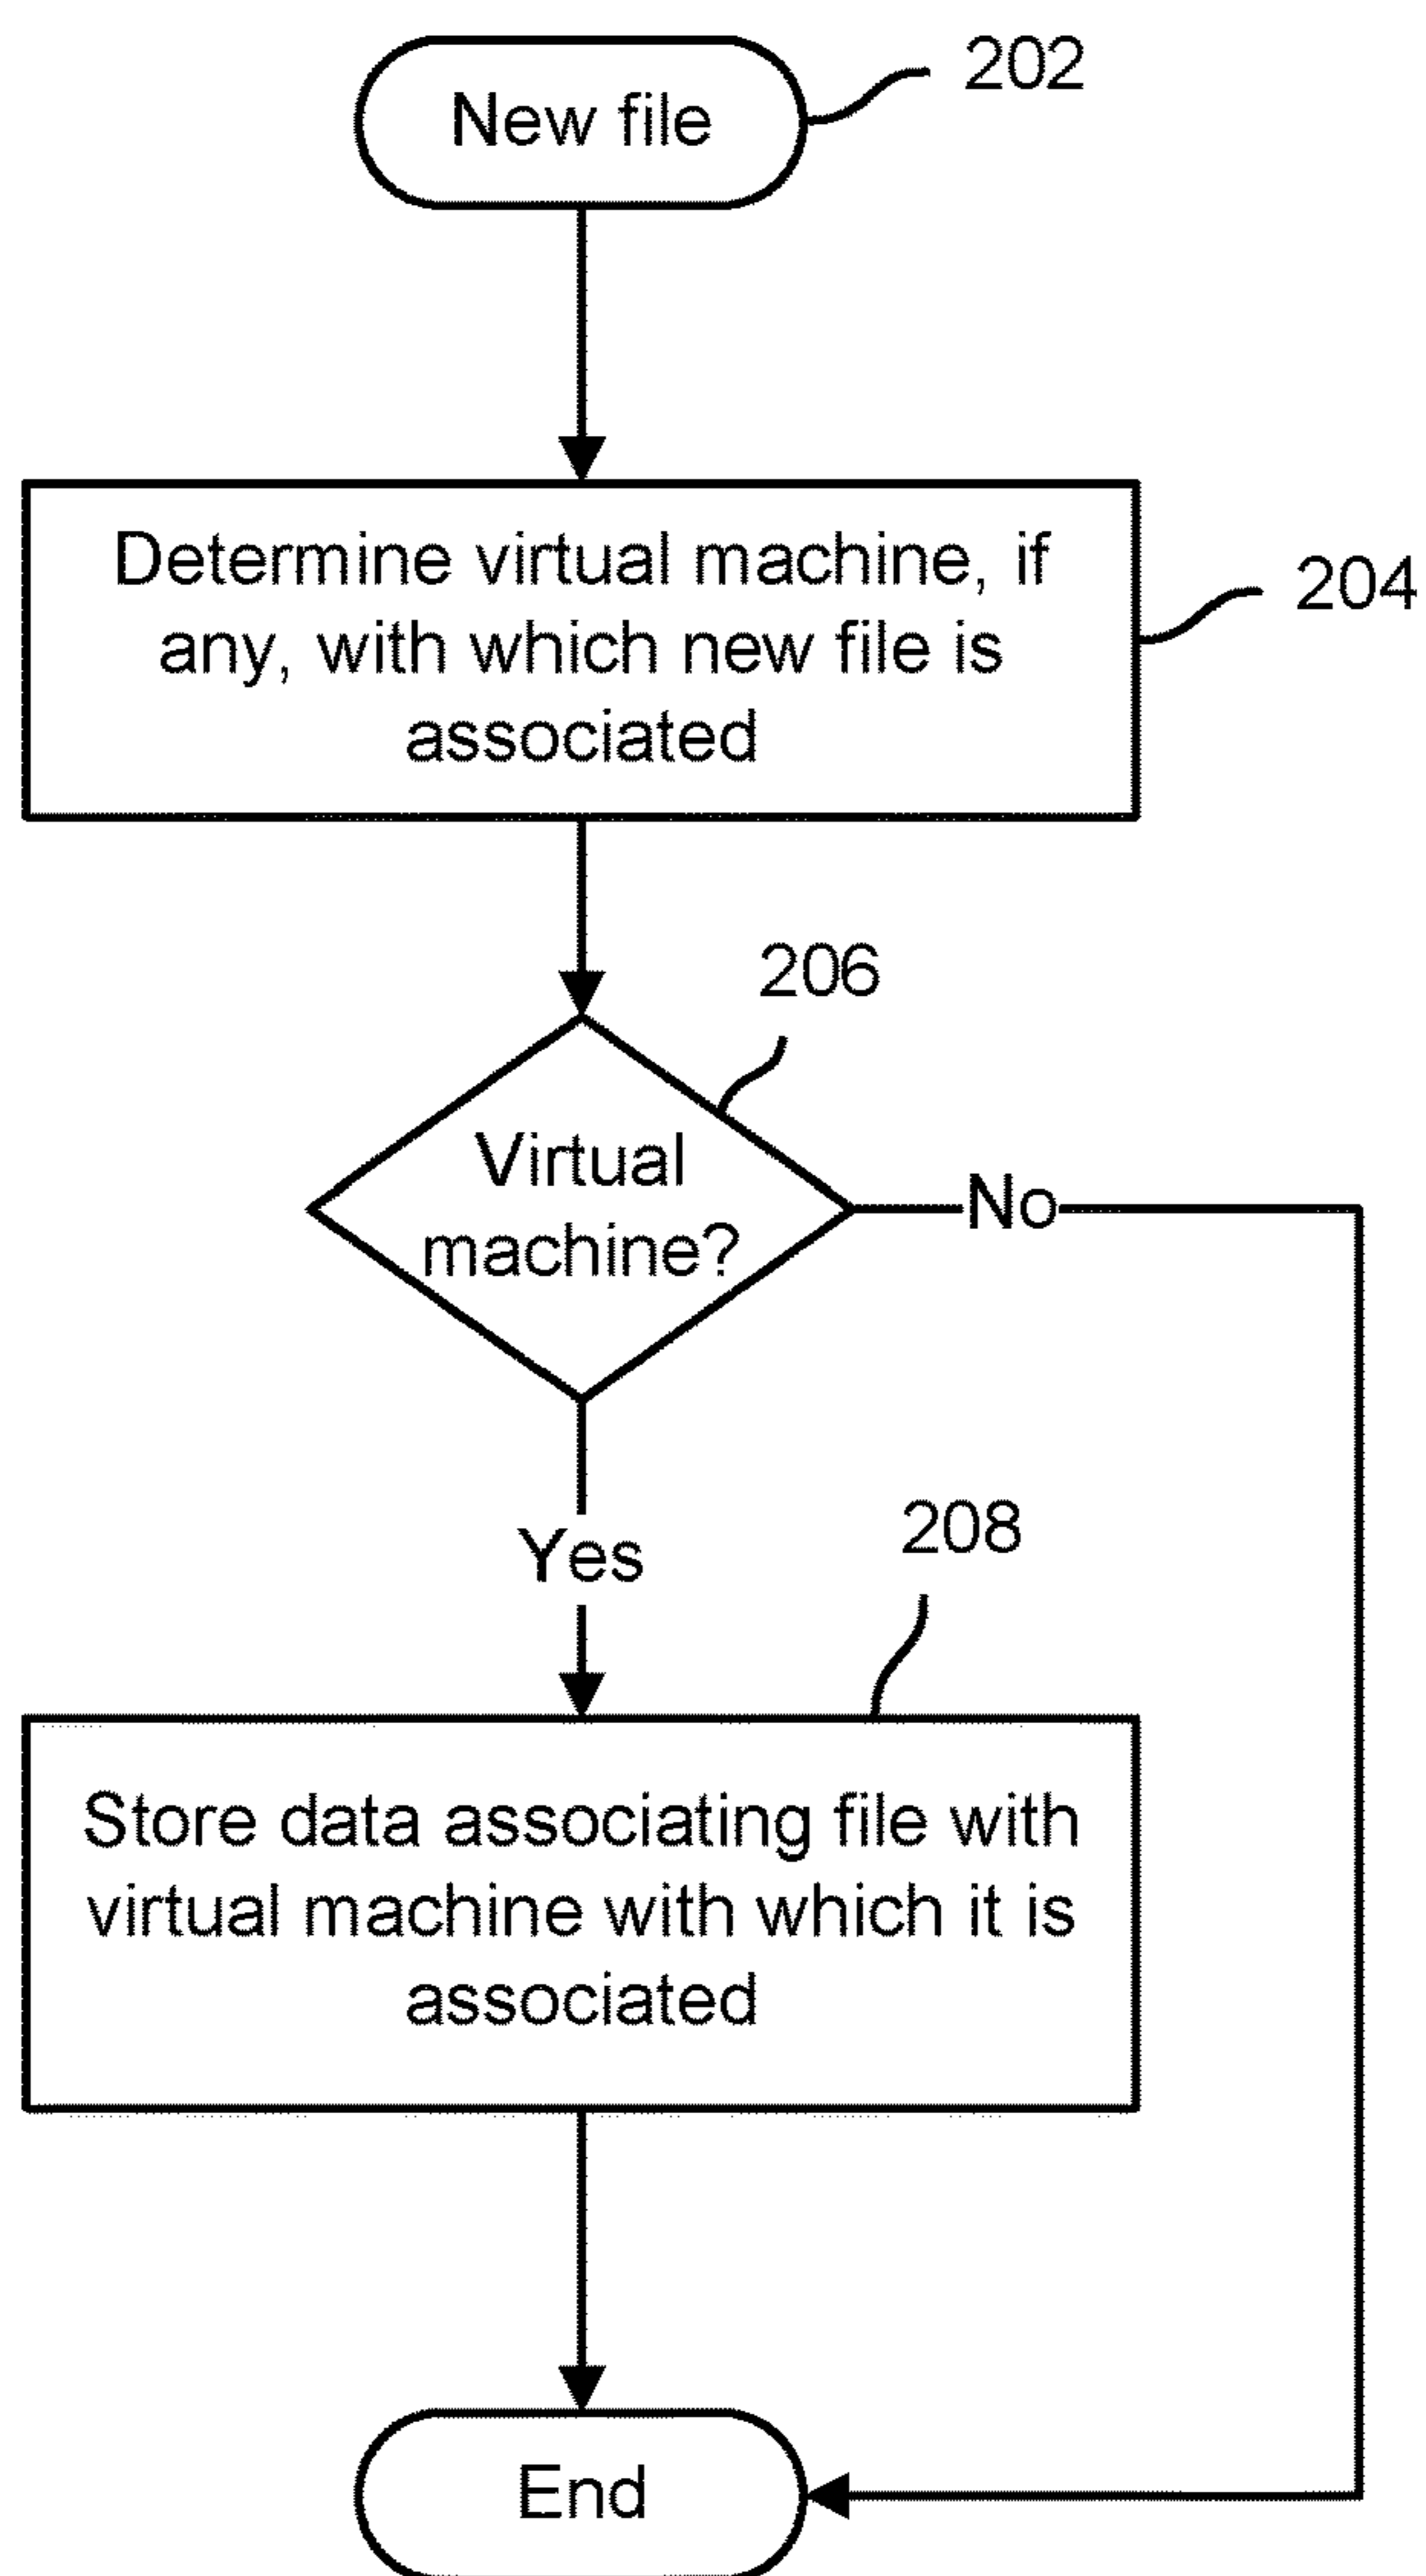 New file
202
Determine virtual machine, if
any, with which new file is
associated
204
206
Virtual
machine?
No
Yes
208
Store data associating file with
virtual machine with which it is
associated
End